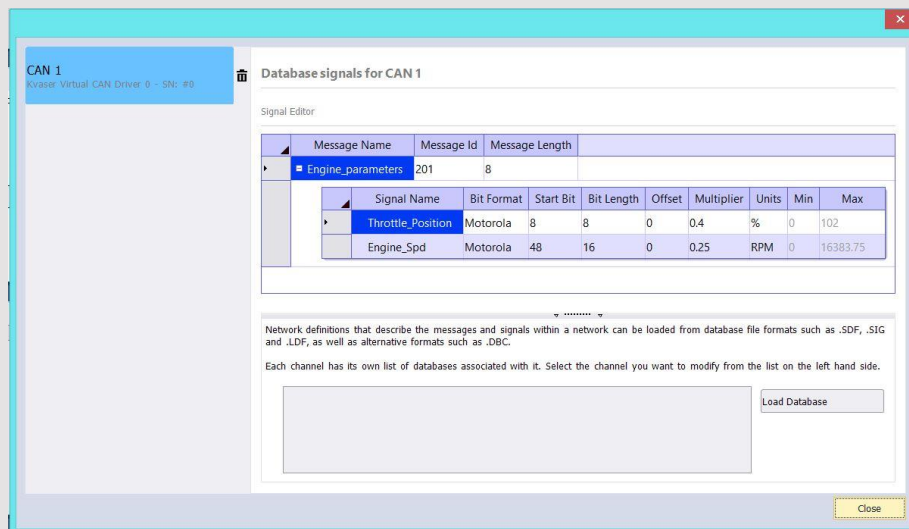 CAN 1
Kvaser Virtual CAN Driver 0 - SN: #0
Database signals for CAN 1
Signal Editor
Message Name Message Id Message Length
Engine_parameters 201 8
Signal Name Bit Format Start Bit Bit Length Offset Multiplier Units Min Max
Throttle_Position Motorola 8 8 0 0.4 % 0 102
Engine_Spd Motorola 48 16 0 0.25 RPM 0 16383.75
Network definitions that describe the messages and signals within a network can be loaded from database file formats such as .SDF, .SIG
and .LDF, as well as alternative formats such as .DBC.
Each channel has its own list of databases associated with it. Select the channel you want to modify from the list on the left hand side.
Load Database
Close